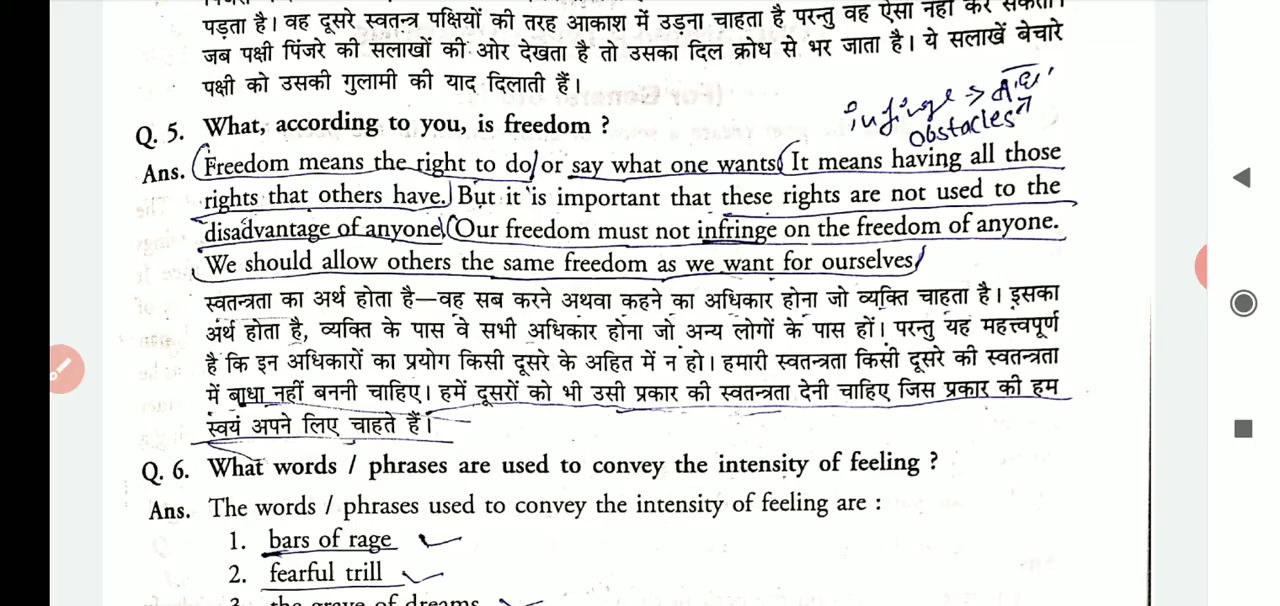 पड़ता है। वह दूसरे स्वतन्त्र पक्षियों की तरह आकाश में उड़ना चाहता है परन्तु वह ऐसा नहीं कर सकता।
जब पक्षी पिंजरे की सलाखों की ओर देखता है तो उसका दिल क्रोध से भर जाता है। ये सलाखें बेचारे
पक्षी को उसकी गुलामी की याद दिलाती हैं।
infinge →
obstacles
Q. 5. What, according to you, is freedom ?
Ans. Freedom means the right to do or say what one wants. It means having all those
rights that others have. But it is important that these rights are not used to the
disadvantage of anyone. Our freedom must not infringe on the freedom of anyone.
We should allow others the same freedom as we want for ourselves.
स्वतन्त्रता का अर्थ होता है—वह सब करने अथवा कहने का अधिकार होना जो व्यक्ति चाहता है। इसका
अर्थ होता है, व्यक्ति के पास वे सभी अधिकार होना जो अन्य लोगों के पास हों। परन्तु यह महत्त्वपूर्ण
है कि इन अधिकारों का प्रयोग किसी दूसरे के अहित में न हो। हमारी स्वतन्त्रता किसी दूसरे की स्वतन्त्रता
में बाधा नहीं बननी चाहिए। हमें दूसरों को भी उसी प्रकार की स्वतन्त्रता देनी चाहिए जिस प्रकार की हम
स्वयं अपने लिए चाहते हैं।
Q. 6. What words / phrases are used to convey the intensity of feeling ?
Ans. The words / phrases used to convey the intensity of feeling are :
1. bars of rage
2. fearful trill
3. the grave of dreams